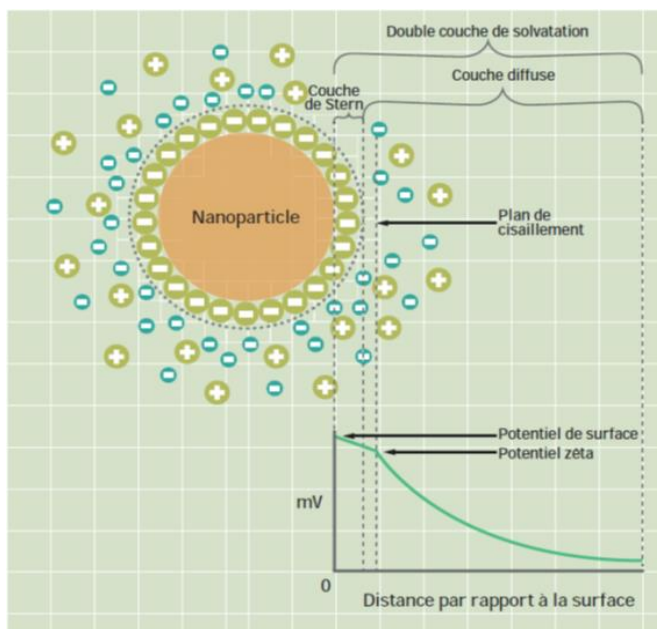 Double couche de solvatation
Couche diffuse
Couche
de Stern
Nanoparticle
Plan de
cisaillement
Potentiel de surface
Potentiel zêta
mV
0
Distance par rapport à la surface